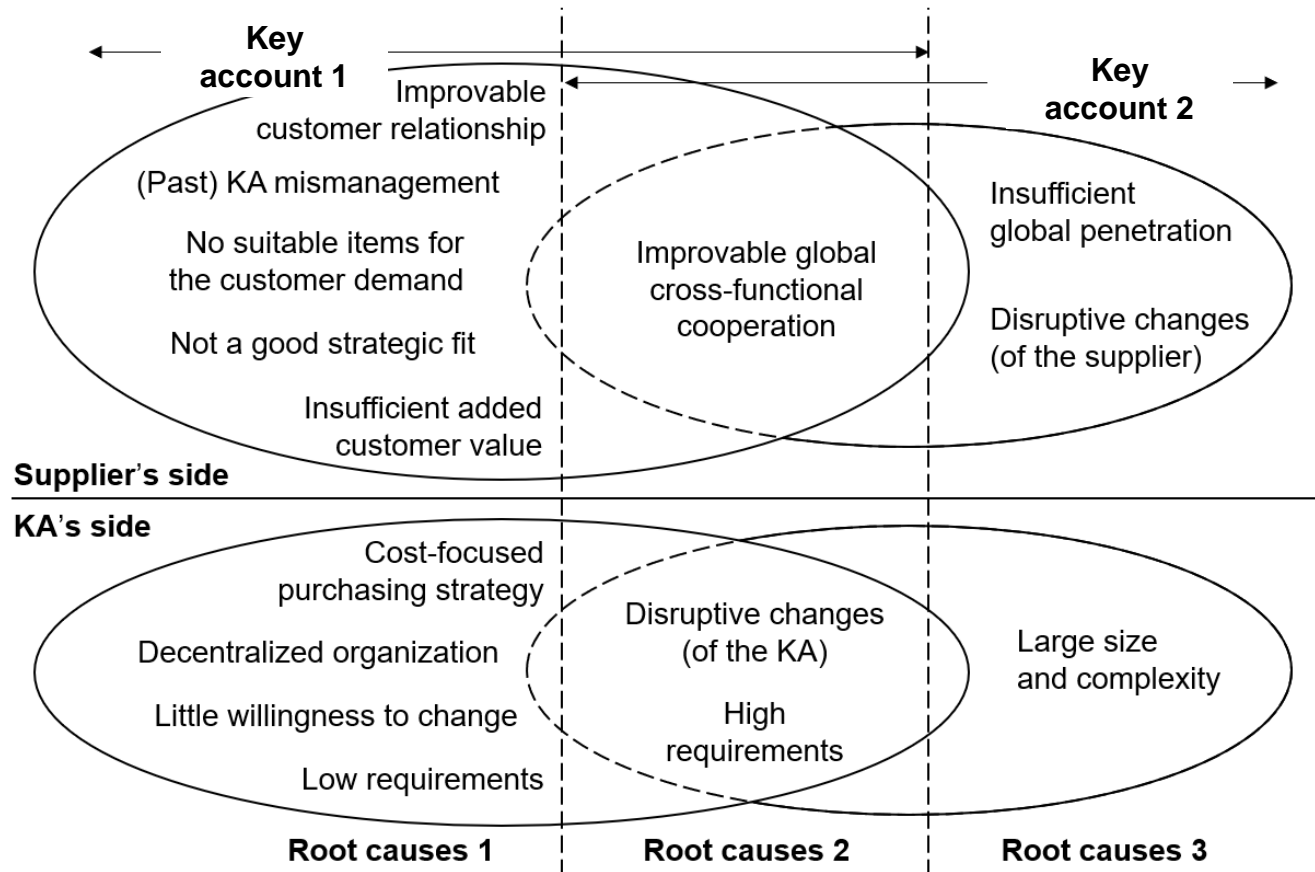 Key
account 1
Key
account 2
Improvable
customer relationship
(Past) KA mismanagement
No suitable items for
the customer demand
Not a good strategic fit
Insufficient added
customer value
Improvable global
cross-functional
cooperation
Insufficient
global penetration
Disruptive changes
(of the supplier)
Supplier’s side
KA’s side
Cost-focused
purchasing strategy
Decentralized organization
Little willingness to change
Low requirements
Disruptive changes
(of the KA)
High
requirements
Large size
and complexity
Root causes 1
Root causes 2
Root causes 3